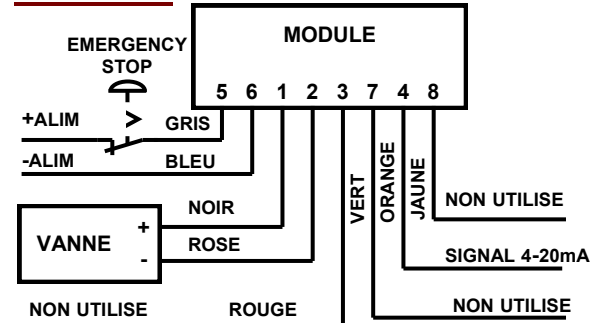 MODULE
EMERGENCY
STOP
5 6 1 2 3 7 4 8
+ALIM
GRIS
-ALIM
BLEU
VERT
ORANGE
JAUNE
NOIR
NON UTILISE
VANNE
+
-
ROSE
SIGNAL 4-20mA
NON UTILISE
ROUGE
NON UTILISE